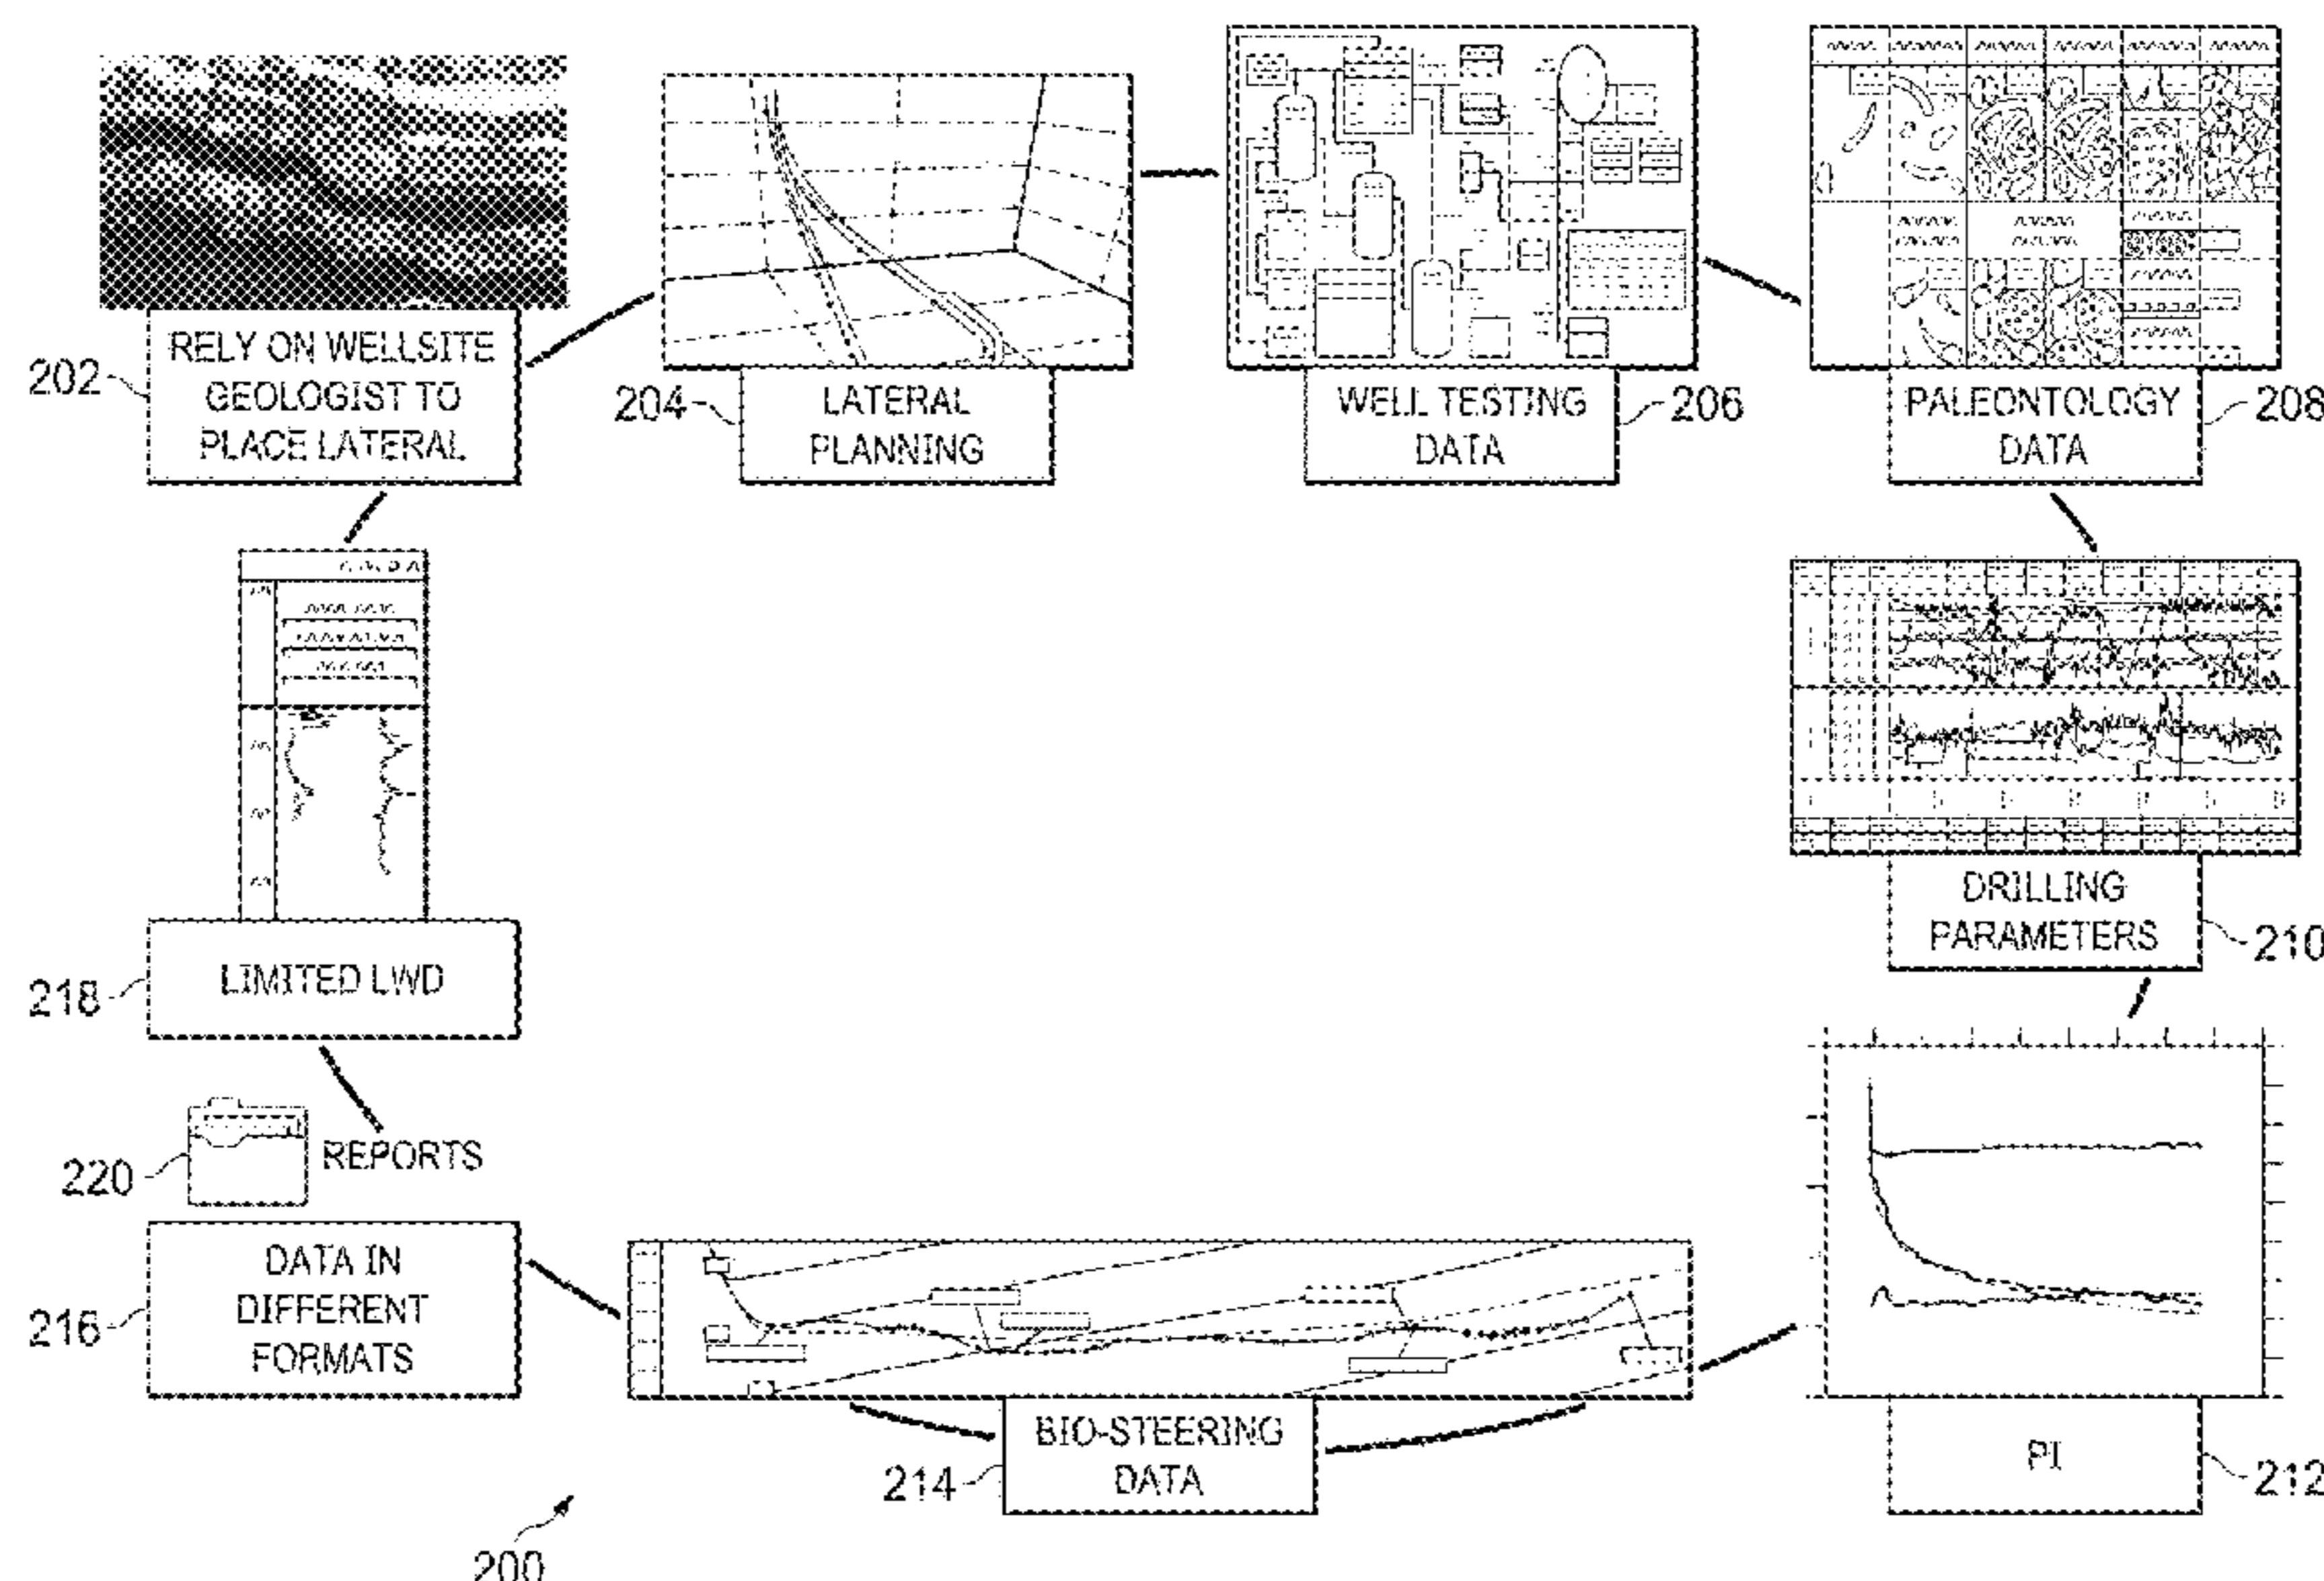 RELY ON WELLSITE
GEOLOGIST TO
PLACE LATERAL
202
LATERAL
PLANNING
204
WELL TESTING
DATA
206
PALEONTOLOGY
DATA
208
DRILLING
PARAMETERS
210
PI
212
BIO-STEERING
DATA
214
DATA IN
DIFFERENT
FORMATS
216
REPORTS
220
LIMITED LWD
218
200